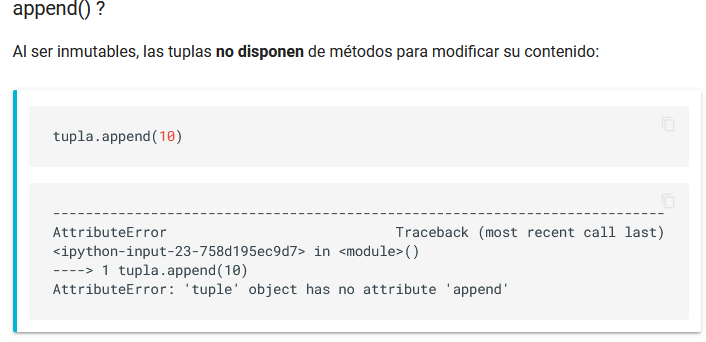 append() ?
Al ser inmutables, las tuplas no disponen de métodos para modificar su contenido:
tupla.append(10)
---------------------------------------------------------------------------
AttributeError                            Traceback (most recent call last)
<ipython-input-23-758d195ec9d7> in <module>()
----> 1 tupla.append(10)
AttributeError: 'tuple' object has no attribute 'append'